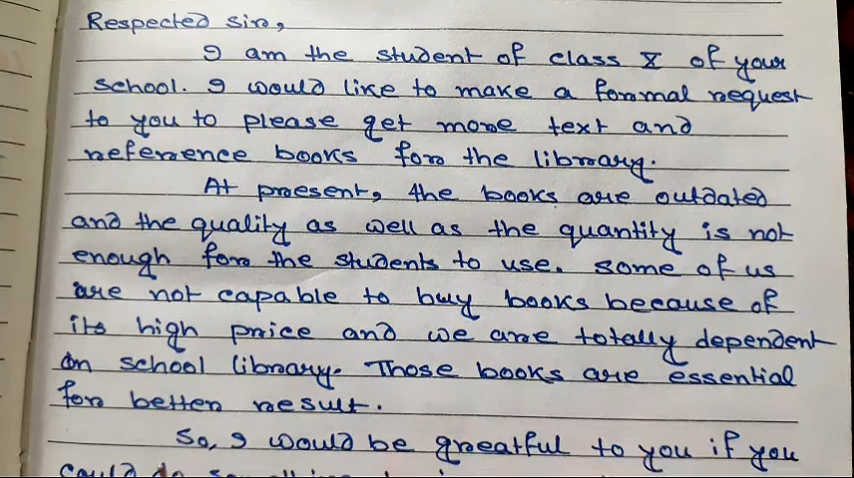 Respected sir,
I am the student of class X of your
school. I would like to make a formal request
to you to please get more text and
reference books for the library.
At present, the books are outdated
and the quality as well as the quantity is not
enough for the students to use. some of us
are not capable to buy books because of
its high price and we are totally dependent
on school library. Those books are essential
for better result.
So, I would be greatful to you if you
could do